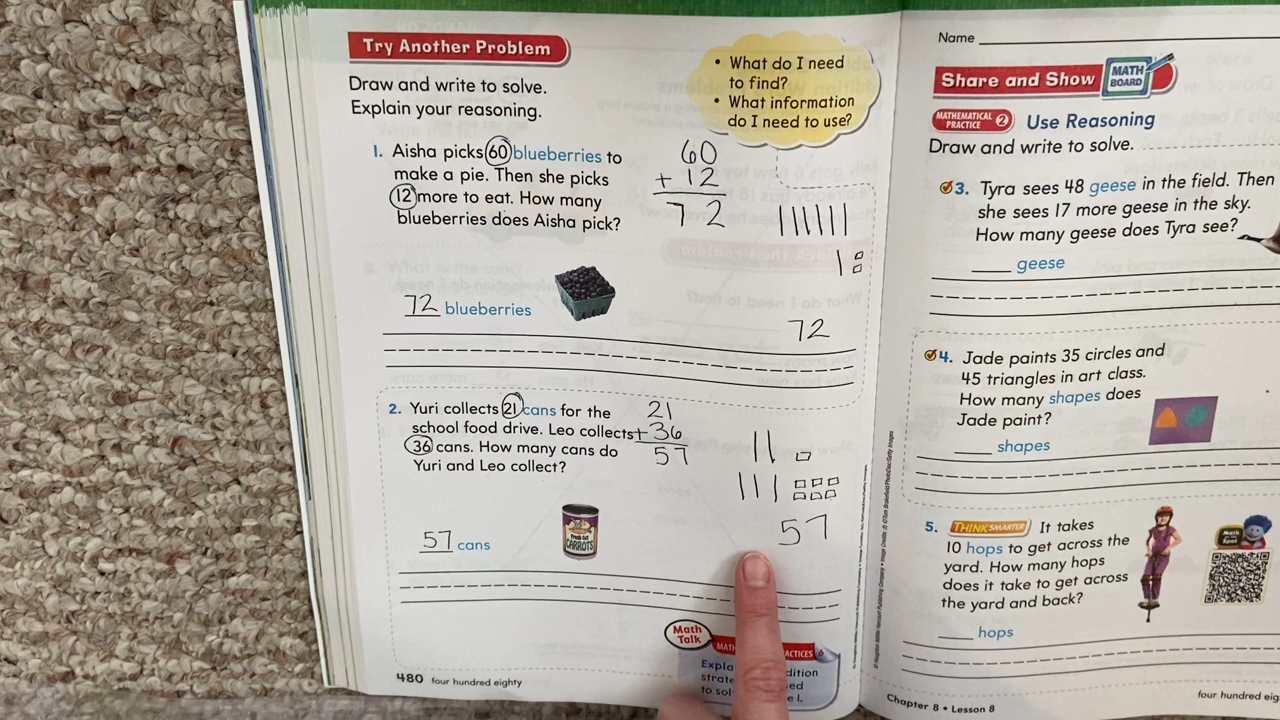 Try Another Problem
Draw and write to solve.
Explain your reasoning.
• What do I need
to find?
• What information
do I need to use?
1. Aisha picks 60 blueberries to
make a pie. Then she picks
12 more to eat. How many
blueberries does Aisha pick?
60
+ 12
72
72 blueberries
72
2. Yuri collects 21 cans for the
school food drive. Leo collects
36 cans. How many cans do
Yuri and Leo collect?
21
+36
57
57
57 cans
CARROTS
Math
Talk
480 four hundred eighty
Name
Share and Show
MATH
BOARD
MATHEMATICAL
PRACTICE 2
Use Reasoning
Draw and write to solve.
3. Tyra sees 48 geese in the field. Then
she sees 17 more geese in the sky.
How many geese does Tyra see?
geese
4. Jade paints 35 circles and
45 triangles in art class.
How many shapes does
Jade paint?
shapes
5. THINK SMARTER It takes
10 hops to get across the
yard. How many hops
does it take to get across
the yard and back?
hops
Math
on the
Spot
Chapter 8 • Lesson 8
four hundred